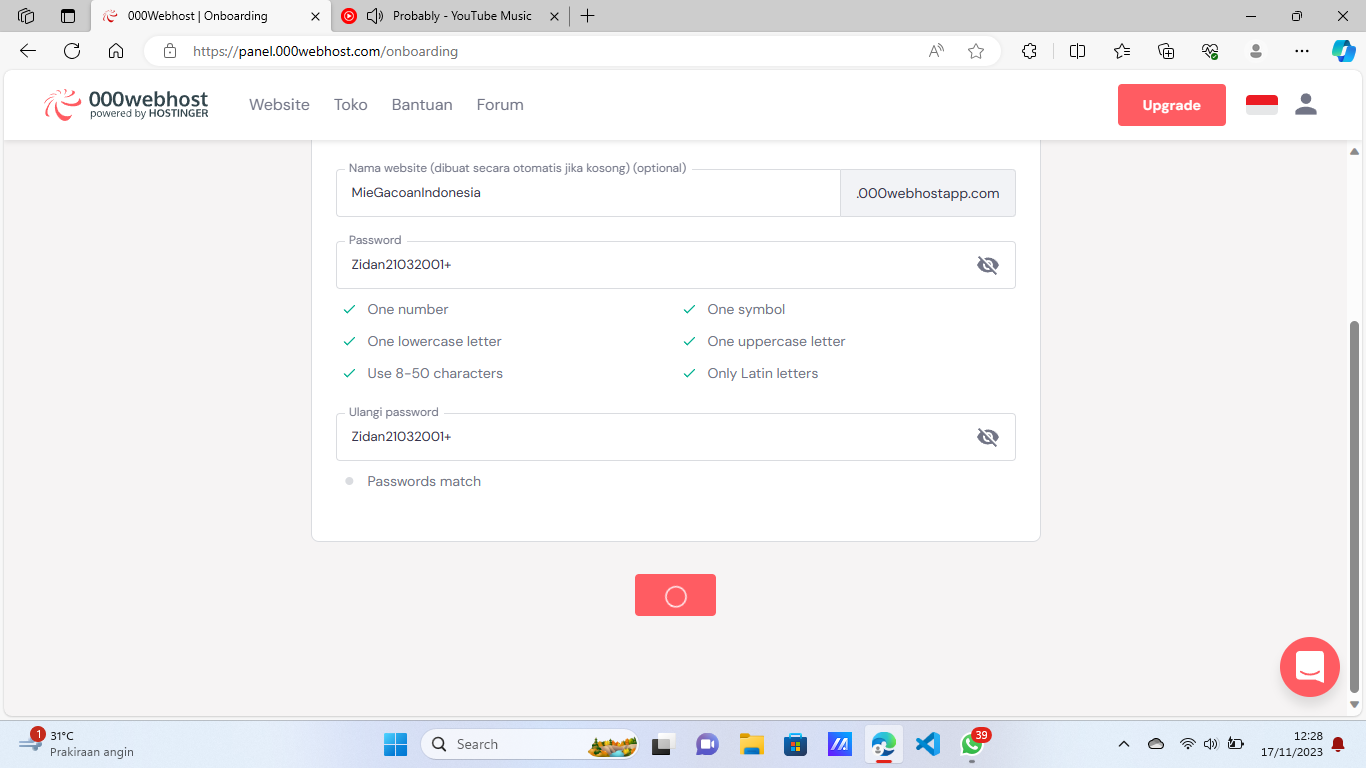 000Webhost | Onboarding
Probably - YouTube Music
https://panel.000webhost.com/onboarding
000webhost
powered by HOSTINGER
Website
Toko
Bantuan
Forum
Upgrade
Nama website (dibuat secara otomatis jika kosong) (optional)
MieGacoanIndonesia
.000webhostapp.com
Password
Zidan21032001+
One number
One symbol
One lowercase letter
One uppercase letter
Use 8-50 characters
Only Latin letters
Ulangi password
Zidan21032001+
Passwords match
1
31°C
Prakiraan angin
Search
39
12:28
17/11/2023